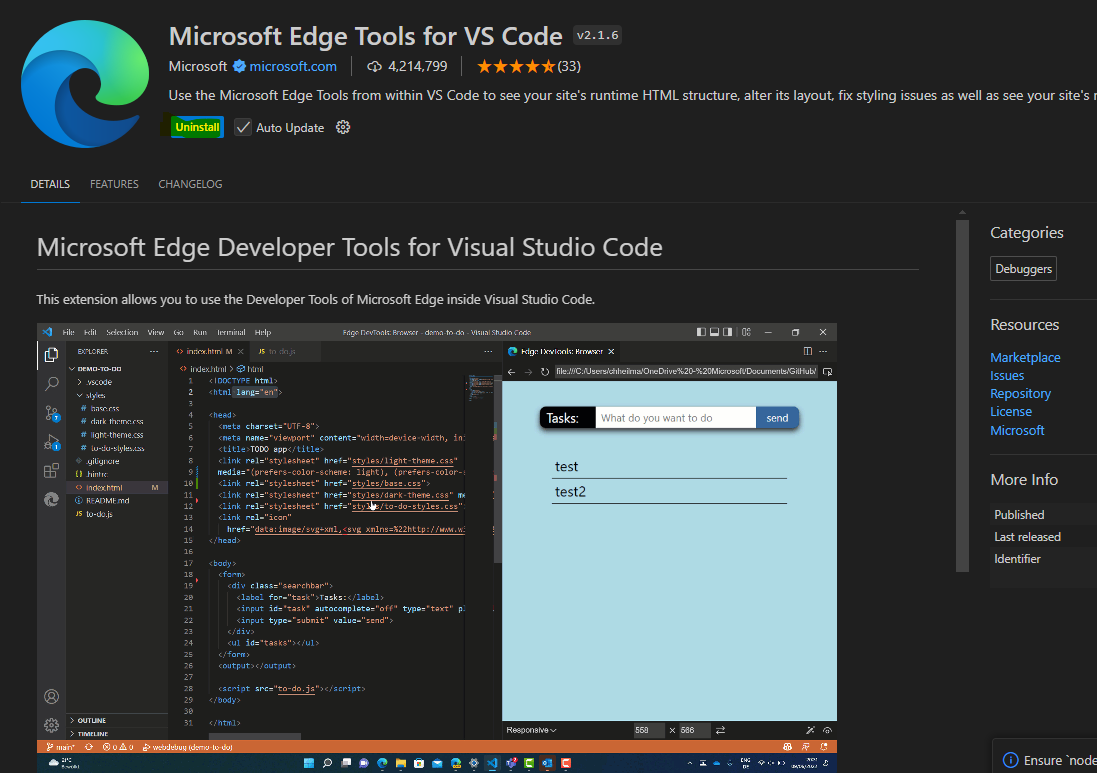 Microsoft Edge Tools for VS Code v2.1.6
Microsoft microsoft.com 4,214,799 (33)
Use the Microsoft Edge Tools from within VS Code to see your site's runtime HTML structure, alter its layout, fix styling issues as well as see your site's
Uninstall Auto Update
DETAILS FEATURES CHANGELOG
Microsoft Edge Developer Tools for Visual Studio Code
This extension allows you to use the Developer Tools of Microsoft Edge inside Visual Studio Code.
File Edit Selection View Go Run Terminal Help Edge DevTools: Browser - demo-to-do - Visual Studio Code
EXPLORER ···
DEMO-TO-DO
> .vscode
styles
# base.css
# dark-theme.css
# light-theme.css
# to-do-styles.css
.gitignore
.hintrc
<> index.html M
README.md
JS to-do.js
OUTLINE
TIMELINE
<> index.html M JS to-do.js ···
<> index.html > html
1 <!DOCTYPE html>
2 <html lang="en">
3
4 <head>
5 <meta charset="UTF-8">
6 <meta name="viewport" content="width=device-width, ini
7 <title>TODO app</title>
8 <link rel="stylesheet" href="styles/light-theme.css"
9 media="(prefers-color-scheme: light), (prefers-color-s
10 <link rel="stylesheet" href="styles/base.css">
11 <link rel="stylesheet" href="styles/dark-theme.css" me
12 <link rel="stylesheet" href="styles/to-do-styles.css"
13 <link rel="icon"
14 href="data:image/svg+xml,<svg xmlns=%22http://www.w
15 </head>
16
17 <body>
18 <form>
19 <div class="searchbar">
20 <label for="task">Tasks:</label>
21 <input id="task" autocomplete="off" type="text" pl
22 <input type="submit" value="send">
23 </div>
24 <ul id="tasks"></ul>
25 </form>
26 <output></output>
27
28 <script src="to-do.js"></script>
29 </body>
30
31 </html>
Edge DevTools: Browser ···
file:///C:/Users/chheilma/OneDrive%20-%20Microsoft/Documents/GitHub/
Tasks: What do you want to do send
test
test2
Responsive 558 × 566
main* 0 0 webdebug (demo-to-do)
Categories
Debuggers
Resources
Marketplace
Issues
Repository
License
Microsoft
More Info
Published
Last released
Identifier
Ensure `node